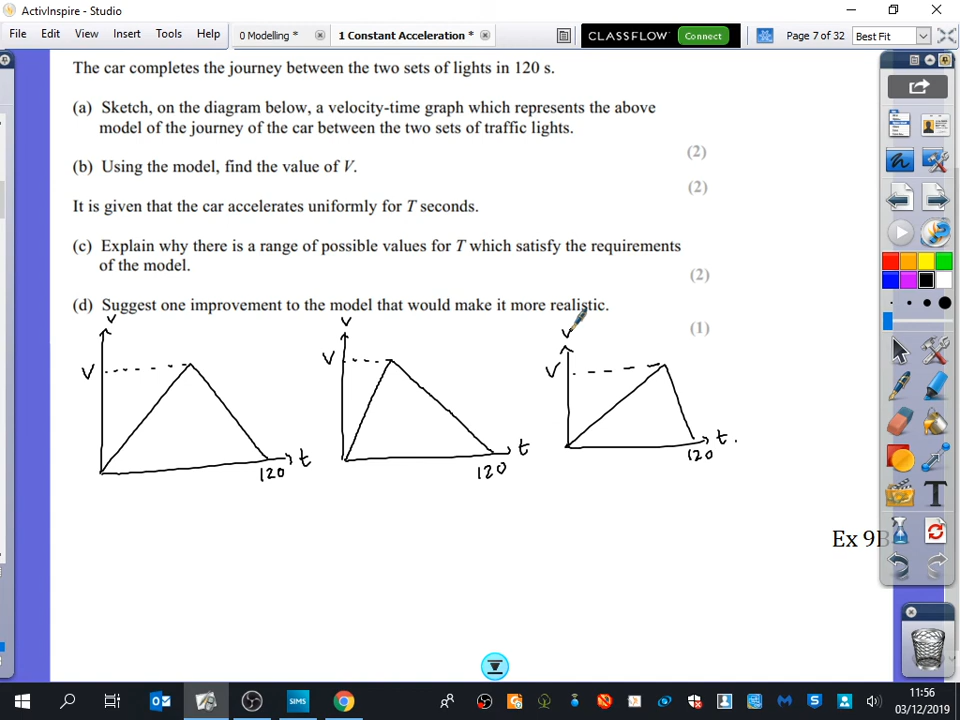 ActivInspire - Studio
File Edit View Insert Tools Help
0 Modelling *
1 Constant Acceleration *
CLASSFLOW
Connect
Page 7 of 32
Best Fit
The car completes the journey between the two sets of lights in 120 s.
(a) Sketch, on the diagram below, a velocity-time graph which represents the above
model of the journey of the car between the two sets of traffic lights.
(2)
(b) Using the model, find the value of V.
(2)
It is given that the car accelerates uniformly for T seconds.
(c) Explain why there is a range of possible values for T which satisfy the requirements
of the model.
(2)
(d) Suggest one improvement to the model that would make it more realistic.
(1)
v
V
t
120
v
V
t
120
v
V
t.
120
Ex 9B
T
SIMS
11:56
03/12/2019